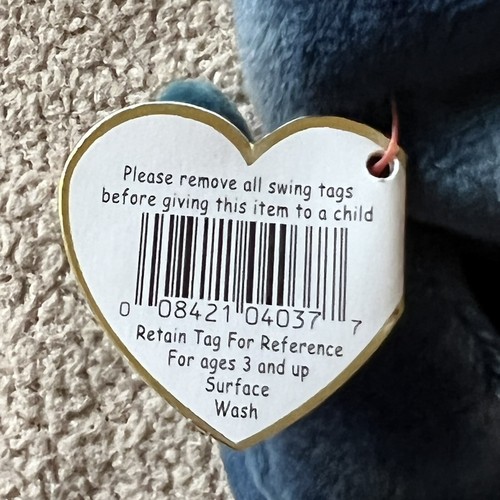 Please remove all swing tags
before giving this item to a child
0 08421 04037 7
Retain Tag For Reference
For ages 3 and up
Surface
Wash